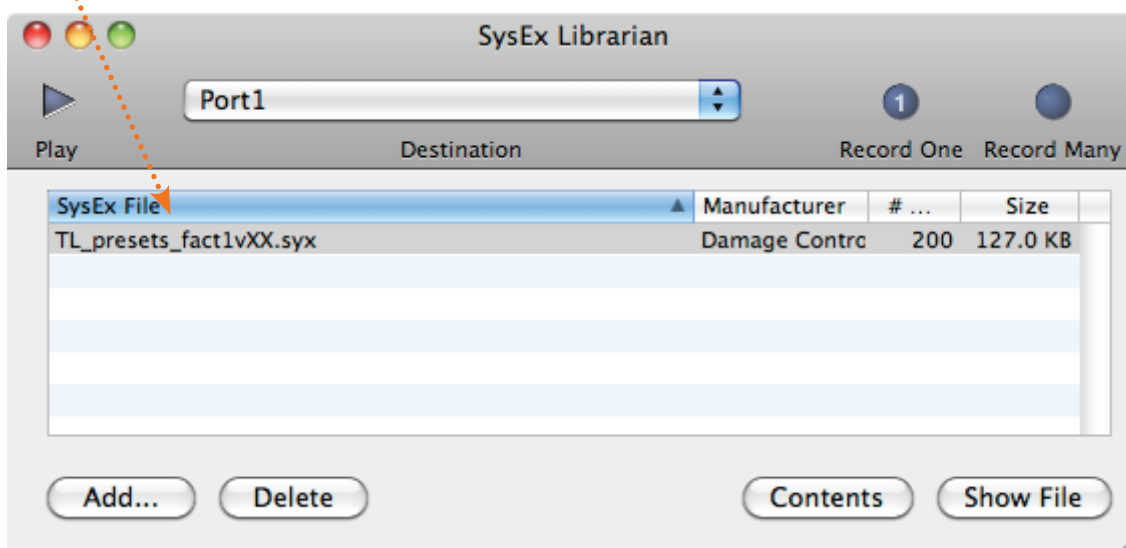 SysEx Librarian
Port1
1
Play Destination Record One Record Many
SysEx File Manufacturer # ... Size
TL_presets_fact1vXX.syx Damage Contrc 200 127.0 KB
Add... Delete Contents Show File